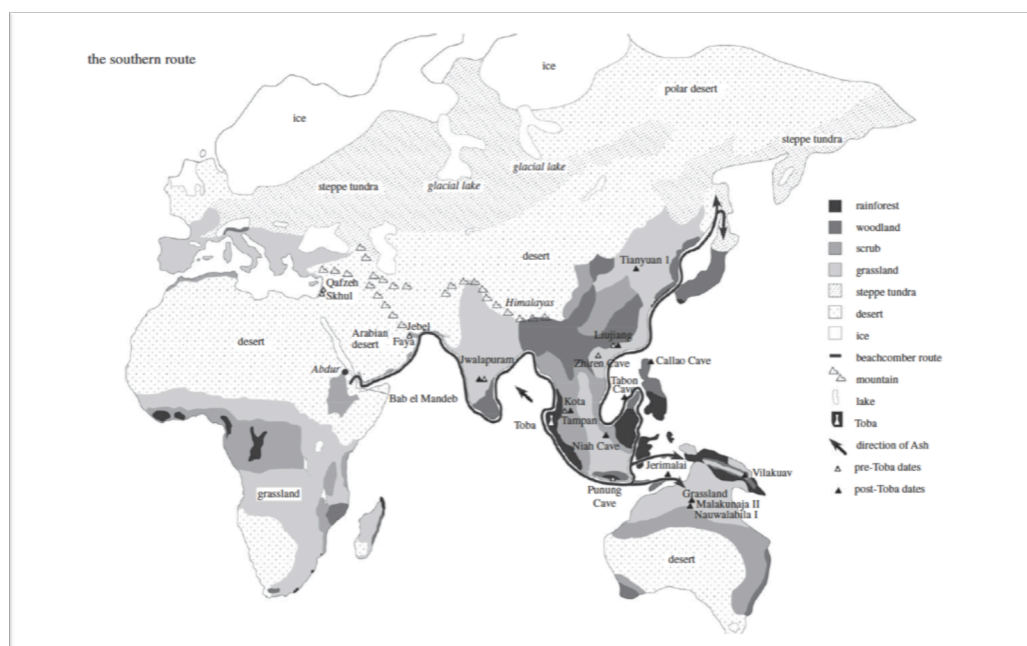 the southern route
ice
ice
polar desert
steppe tundra
glacial lake
steppe tundra
glacial lake
rainforest
woodland
scrub
grassland
steppe tundra
desert
ice
beachcomber route
mountain
lake
Toba
direction of Ash
pre-Toba dates
post-Toba dates
desert
Tianyuan 1
Qafzeh
Skhul
Himalayas
Arabian
desert
Jebel
Faya
desert
Liujiang
Zhiren Cave
Callao Cave
Jwalapuram
Abdur
Tabon
Cave
Bab el Mandeb
Kota
Tampan
Toba
Niah Cave
Jerimalai
Vilakuav
grassland
Punung
Cave
Grassland
Malakunaja II
Nauwalabila I
desert